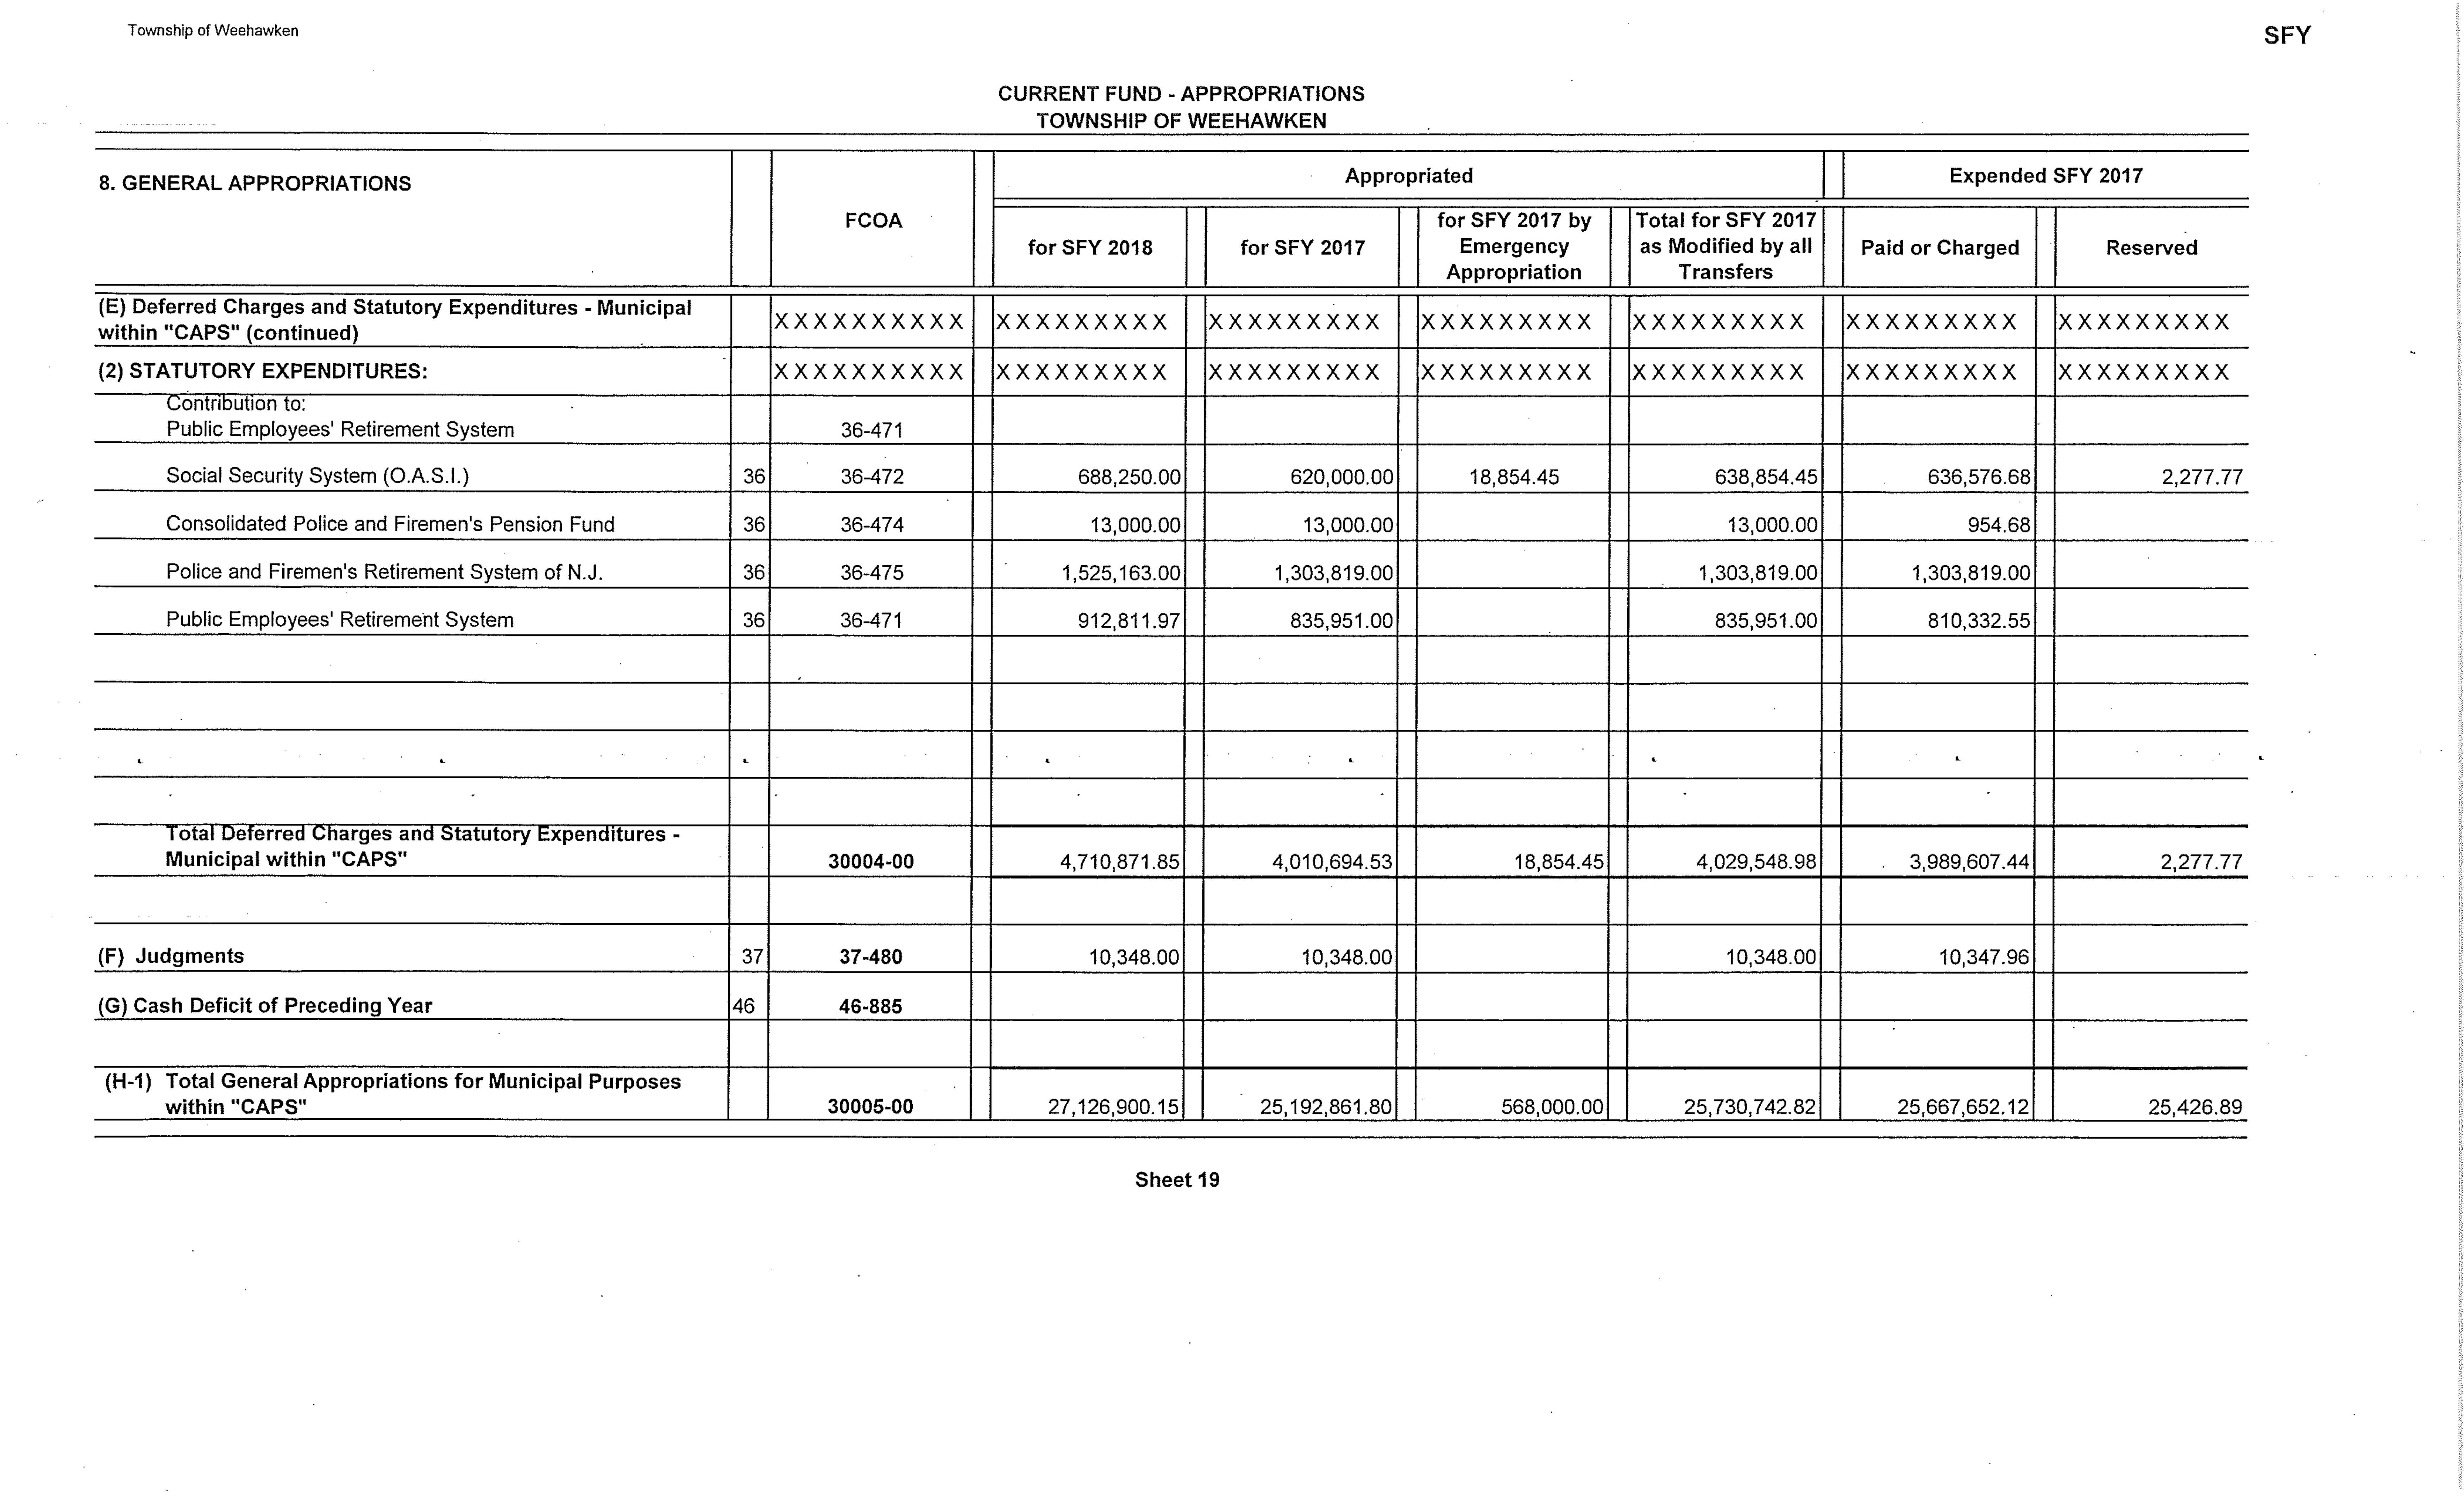 Township of Weehawken
SFY
CURRENT FUND - APPROPRIATIONS
TOWNSHIP OF WEEHAWKEN
8. GENERAL APPROPRIATIONS
FCOA
Appropriated
Expended SFY 2017
for SFY 2018
for SFY 2017
for SFY 2017 by Emergency Appropriation
Total for SFY 2017 as Modified by all Transfers
Paid or Charged
Reserved
(E) Deferred Charges and Statutory Expenditures - Municipal
within "CAPS" (continued) XXXXXXXXXX XXXXXXXXX XXXXXXXXX XXXXXXXXX XXXXXXXXX XXXXXXXXX XXXXXXXXX
(2) STATUTORY EXPENDITURES: XXXXXXXXXX XXXXXXXXX XXXXXXXXX XXXXXXXXX XXXXXXXXX XXXXXXXXX XXXXXXXXX
Contribution to:
Public Employees' Retirement System 36-471
Social Security System (O.A.S.I.) 36 36-472 688,250.00 620,000.00 18,854.45 638,854.45 636,576.68 2,277.77
Consolidated Police and Firemen's Pension Fund 36 36-474 13,000.00 13,000.00 13,000.00 954.68
Police and Firemen's Retirement System of N.J. 36 36-475 1,525,163.00 1,303,819.00 1,303,819.00 1,303,819.00
Public Employees' Retirement System 36 36-471 912,811.97 835,951.00 835,951.00 810,332.55
Total Deferred Charges and Statutory Expenditures -
Municipal within "CAPS" 30004-00 4,710,871.85 4,010,694.53 18,854.45 4,029,548.98 3,989,607.44 2,277.77
(F) Judgments 37 37-480 10,348.00 10,348.00 10,348.00 10,347.96
(G) Cash Deficit of Preceding Year 46 46-885
(H-1) Total General Appropriations for Municipal Purposes
within "CAPS" 30005-00 27,126,900.15 25,192,861.80 568,000.00 25,730,742.82 25,667,652.12 25,426.89
Sheet 19